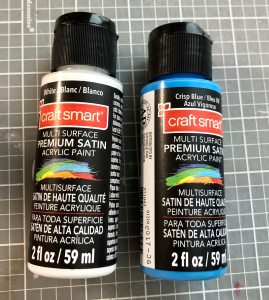 White / Blanc / Blanco
craft smart
MULTI SURFACE
PREMIUM SATIN
ACRYLIC PAINT
MULTISURFACE
SATIN DE HAUTE QUALITÉ
PEINTURE ACRYLIQUE
PARA TODA SUPERFICIE
SATÉN DE ALTA CALIDAD
PINTURA ACRÍLICA
2 fl oz / 59 ml
Crisp Blue / Bleu
Azul Vigoroso
craft smart
MULTI SURFACE
PREMIUM SATIN
ACRYLIC PAINT
MULTISURFACE
SATIN DE HAUTE QUALITÉ
PEINTURE ACRYLIQUE
PARA TODA SUPERFICIE
SATÉN DE ALTA CALIDAD
PINTURA ACRÍLICA
2 fl oz / 59 ml